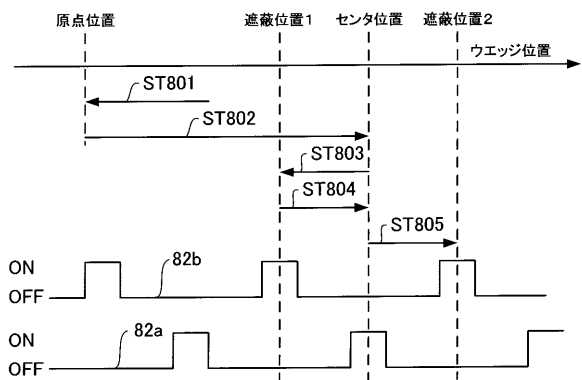 原点位置
遮蔽位置1
センタ位置
遮蔽位置2
ウエッジ位置
ST801
ST802
ST803
ST804
ST805
ON
82b
OFF
ON
82a
OFF